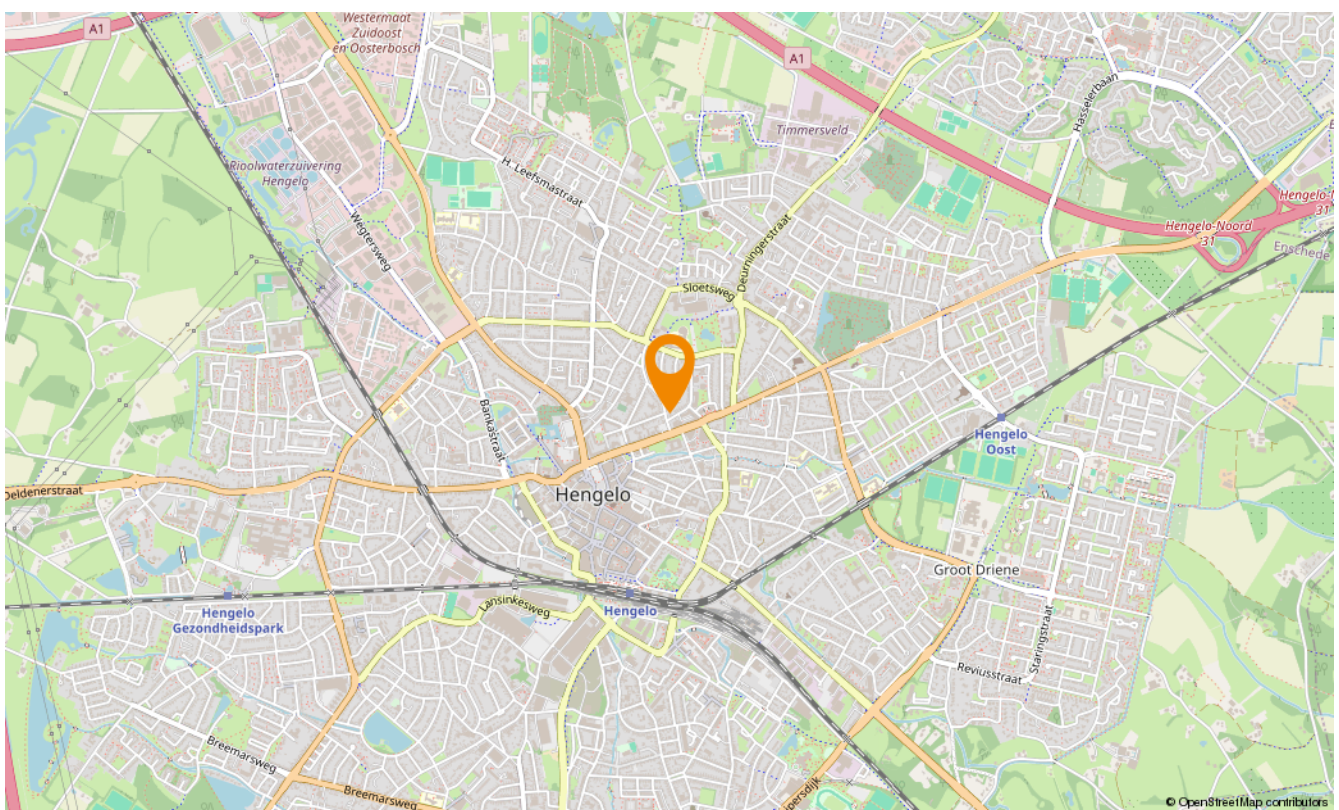 A1
Westermaat
Zuidoost
en Oosterbosch
A1
Hasselerbaan
Timmersveld
Rioolwaterzuivering
Hengelo
H. Leefsmastraat
Wegtersweg
Deurningerstraat
Hengelo-Noord
31
31
Enschede
Sloetsweg
Bankastraat
Hengelo
Oost
Deldenerstraat
Hengelo
Groot Driene
Hengelo
Gezondheidspark
Lansinkesweg
Hengelo
Staringstraat
Reviusstraat
Breemarsweg
Breemarsweg
© OpenStreetMap contributors